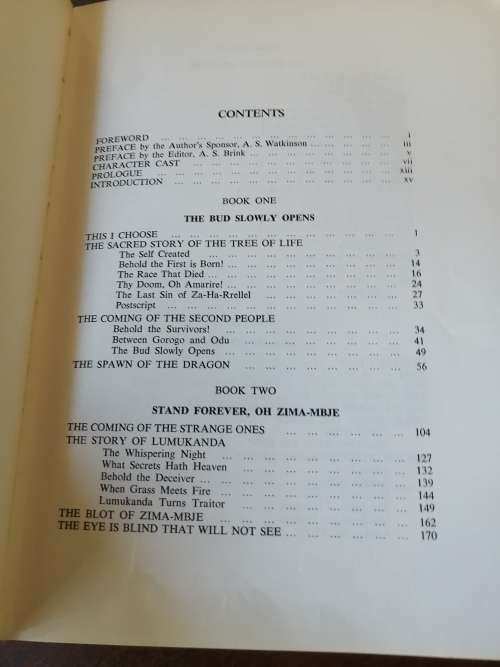 CONTENTS
FOREWORD ... ... ... ... ... ... ... ... ... ... ... i
PREFACE by the Author's Sponsor, A. S. Watkinson ... ... ... ... ... iii
PREFACE by the Editor, A. S. Brink ... ... ... ... ... ... ... v
CHARACTER CAST ... ... ... ... ... ... ... ... ... vii
PROLOGUE ... ... ... ... ... ... ... ... ... ... ... xiii
INTRODUCTION ... ... ... ... ... ... ... ... ... ... xv
BOOK ONE
THE BUD SLOWLY OPENS
THIS I CHOOSE ... ... ... ... ... ... ... ... ... ... 1
THE SACRED STORY OF THE TREE OF LIFE
The Self Created ... ... ... ... ... ... ... ... ... 3
Behold the First is Born! ... ... ... ... ... ... ... ... 14
The Race That Died ... ... ... ... ... ... ... ... ... 16
Thy Doom, Oh Amarire! ... ... ... ... ... ... ... ... 24
The Last Sin of Za-Ha-Rrellel ... ... ... ... ... ... ... 27
Postscript ... ... ... ... ... ... ... ... ... ... 33
THE COMING OF THE SECOND PEOPLE
Behold the Survivors! ... ... ... ... ... ... ... ... 34
Between Gorogo and Odu ... ... ... ... ... ... ... 41
The Bud Slowly Opens ... ... ... ... ... ... ... ... 49
THE SPAWN OF THE DRAGON ... ... ... ... ... ... ... 56
BOOK TWO
STAND FOREVER, OH ZIMA-MBJE
THE COMING OF THE STRANGE ONES ... ... ... ... ... ... 104
THE STORY OF LUMUKANDA
The Whispering Night ... ... ... ... ... ... ... ... 127
What Secrets Hath Heaven ... ... ... ... ... ... ... 132
Behold the Deceiver ... ... ... ... ... ... ... ... ... 139
When Grass Meets Fire ... ... ... ... ... ... ... ... 144
Lumukanda Turns Traitor ... ... ... ... ... ... ... 149
THE BLOT OF ZIMA-MBJE ... ... ... ... ... ... ... ... 162
THE EYE IS BLIND THAT WILL NOT SEE ... ... ... ... ... ... 170